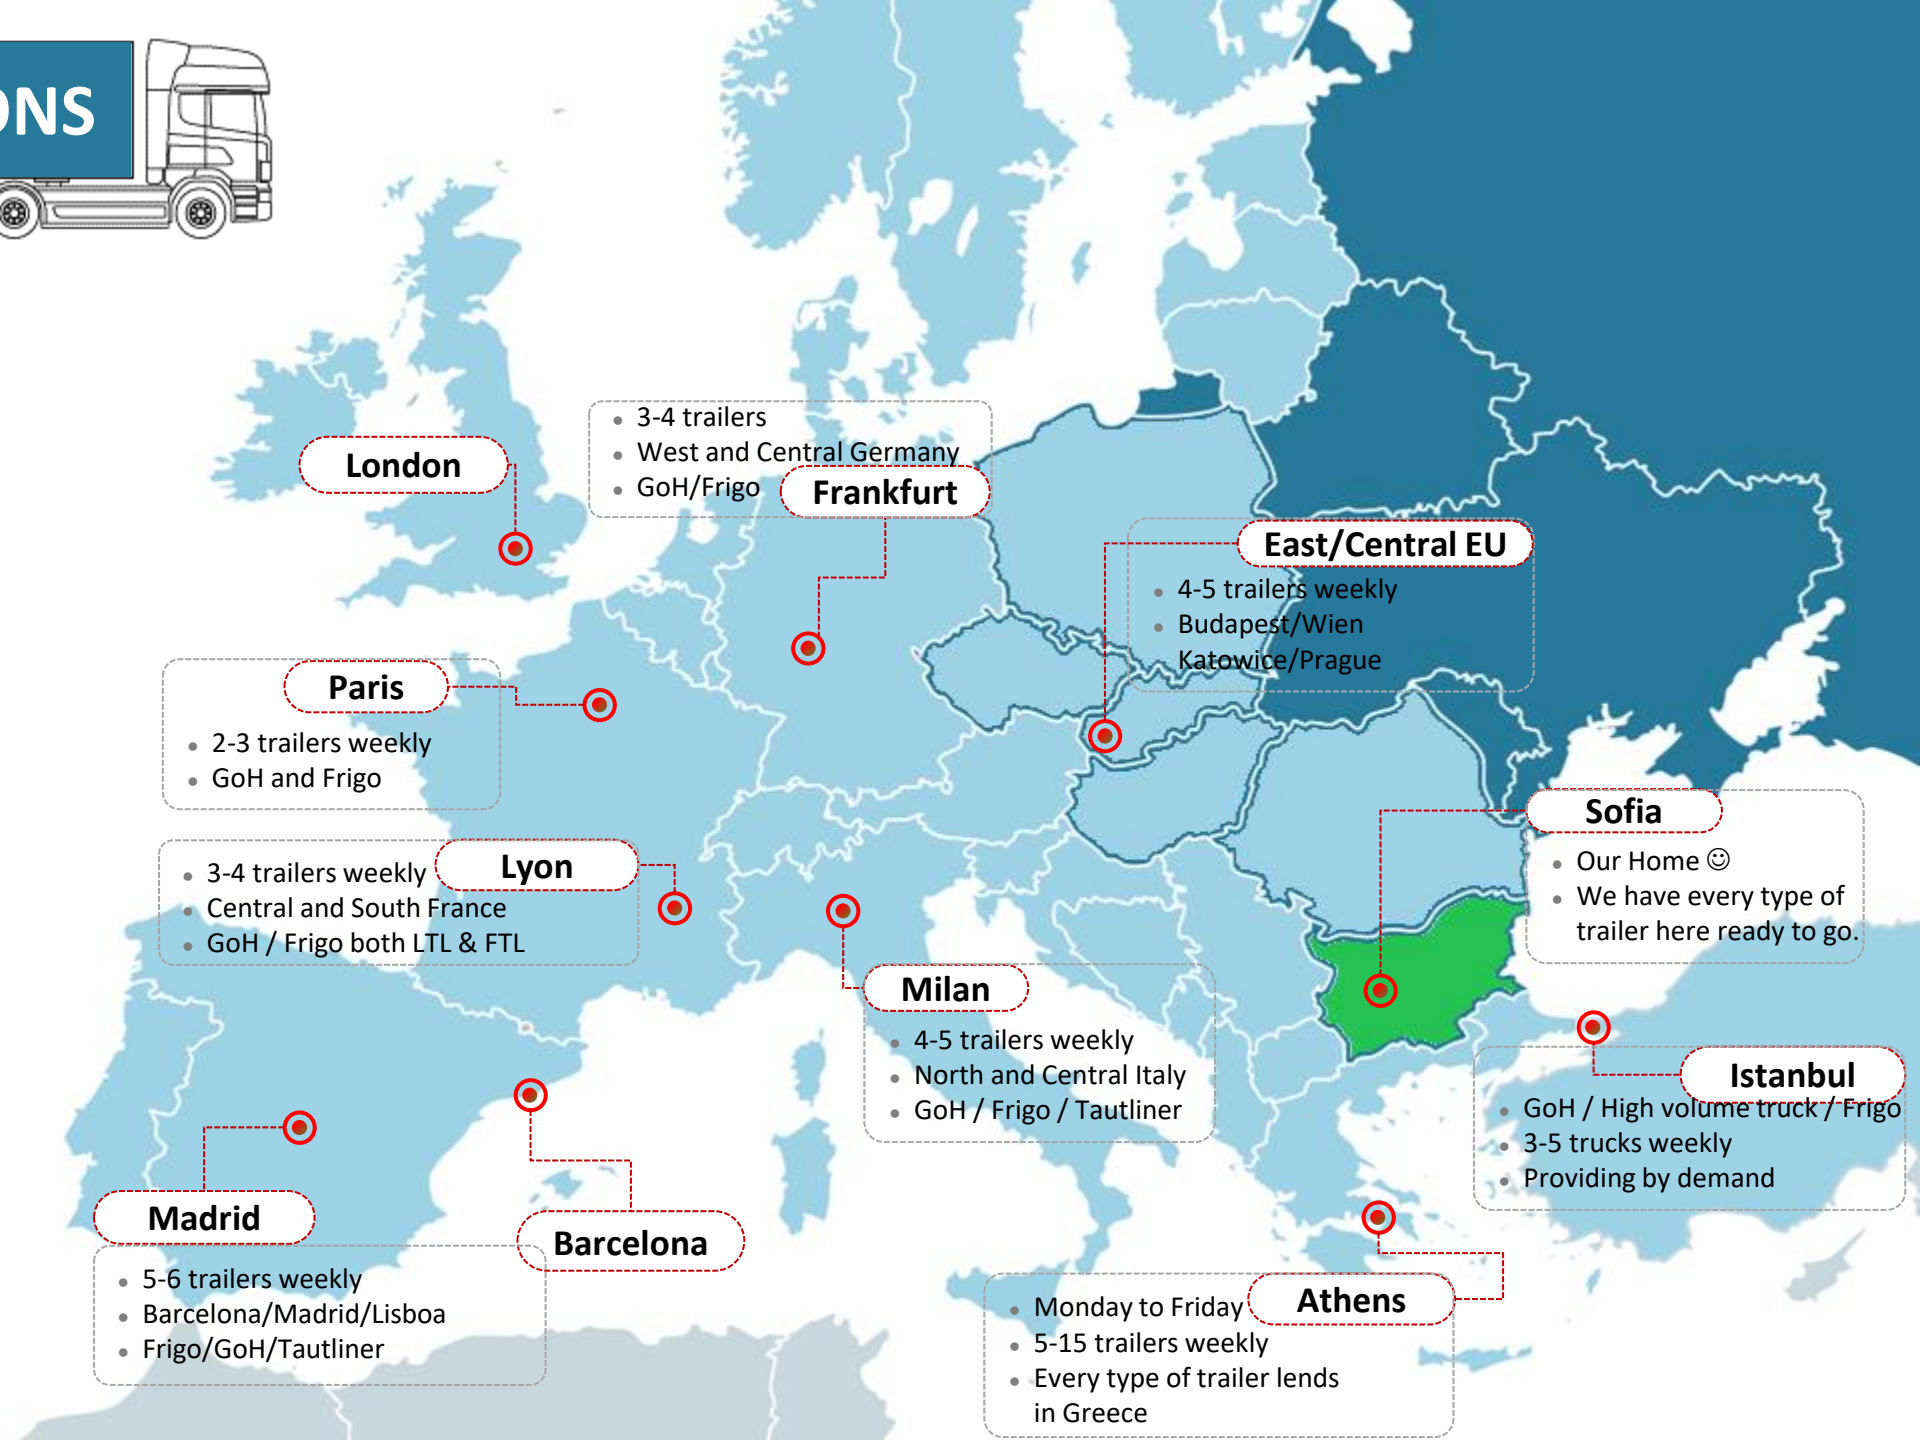 ONS
London
• 3-4 trailers
• West and Central Germany
• GoH/Frigo
Frankfurt
East/Central EU
• 4-5 trailers weekly
• Budapest/Wien
Katowice/Prague
Paris
• 2-3 trailers weekly
• GoH and Frigo
Lyon
• 3-4 trailers weekly
• Central and South France
• GoH / Frigo both LTL & FTL
Sofia
• Our Home ☺
• We have every type of
trailer here ready to go.
Milan
• 4-5 trailers weekly
• North and Central Italy
• GoH / Frigo / Tautliner
Istanbul
• GoH / High volume truck / Frigo
• 3-5 trucks weekly
• Providing by demand
Madrid
• 5-6 trailers weekly
• Barcelona/Madrid/Lisboa
• Frigo/GoH/Tautliner
Barcelona
Athens
• Monday to Friday
• 5-15 trailers weekly
• Every type of trailer lends
in Greece